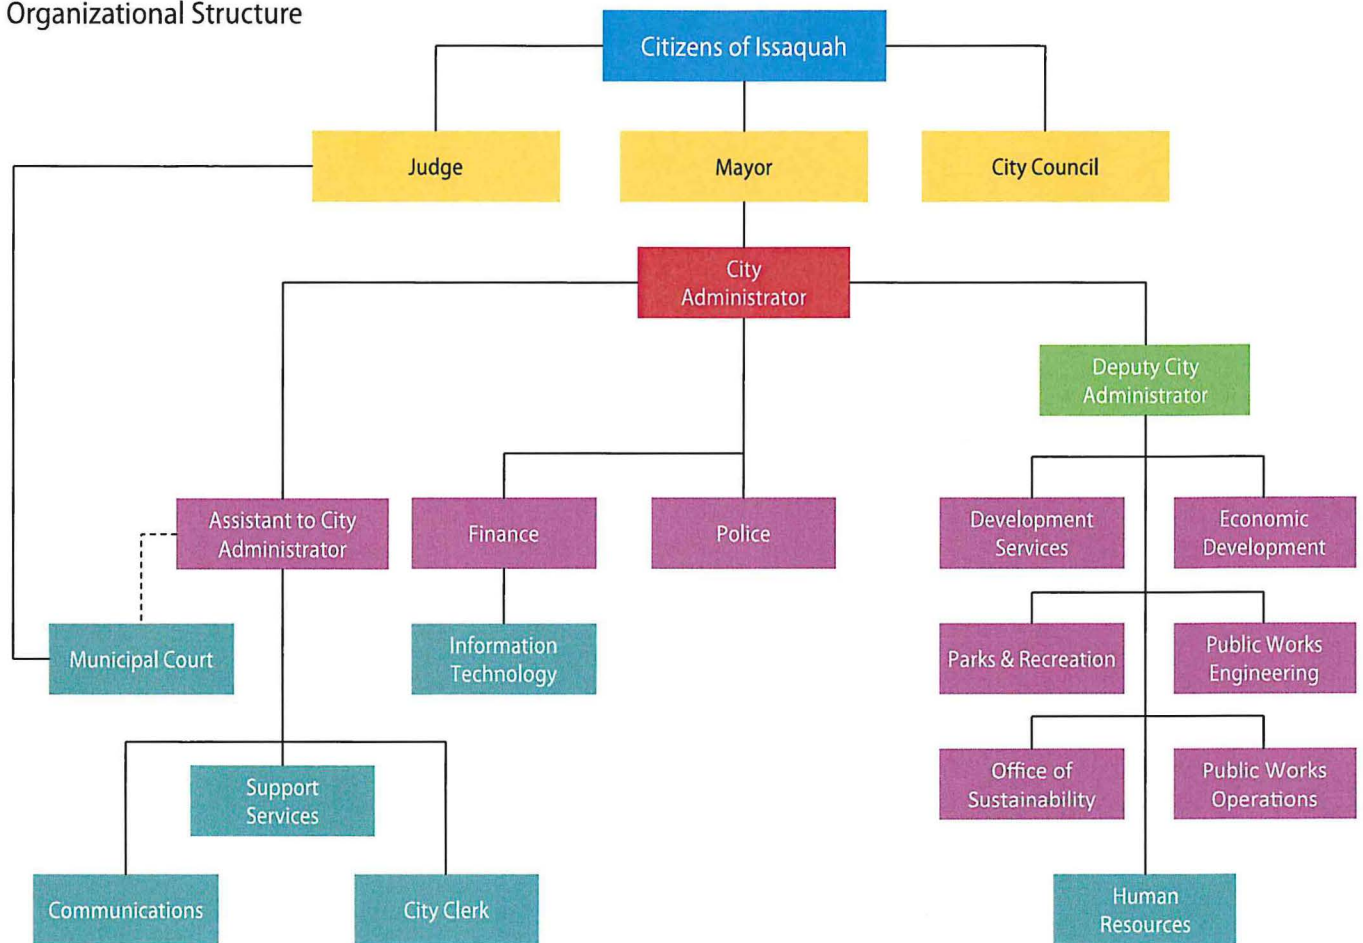 Organizational Structure
Citizens of Issaquah
Judge
Mayor
City Council
City
Administrator
Deputy City
Administrator
Assistant to City
Administrator
Finance
Police
Development
Services
Economic
Development
Municipal Court
Information
Technology
Parks & Recreation
Public Works
Engineering
Support
Services
Office of
Sustainability
Public Works
Operations
Communications
City Clerk
Human
Resources